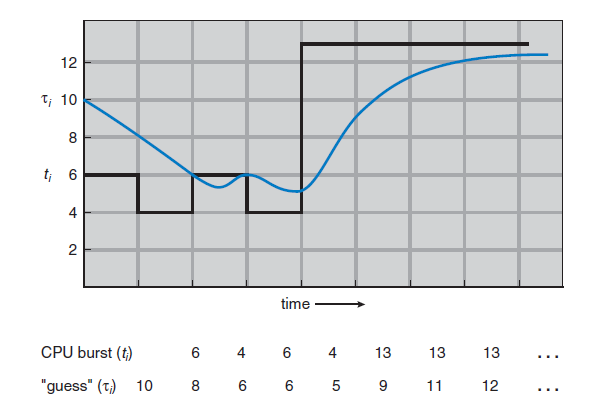 12
τi 10
8
ti 6
4
2
time
CPU burst (ti) 6 4 6 4 13 13 13 ...
"guess" (τi) 10 8 6 6 5 9 11 12 ...